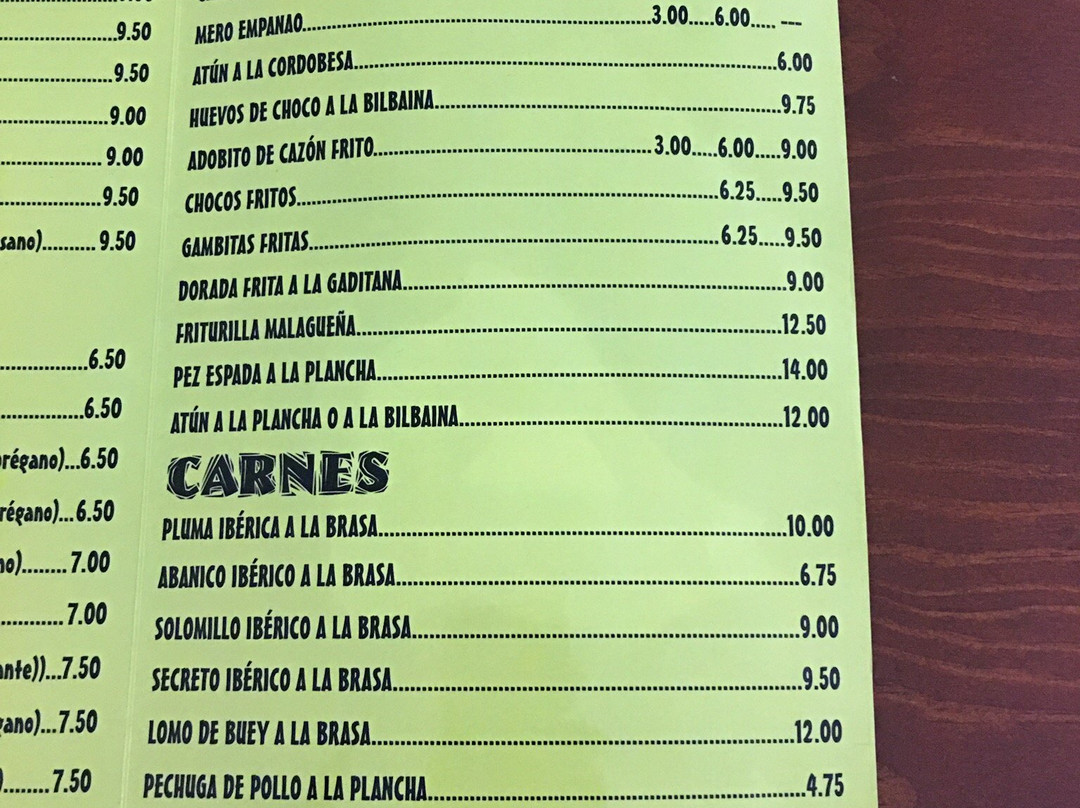 9.50
9.50
9.00
9.00
9.50
sano)..........9.50
6.50
6.50
régano)...6.50
régano)...6.50
no)........7.00
7.00
ante))...7.50
gano)...7.50
)........7.50
MERO EMPANAO..........3.00.....6.00..... ---
ATÚN A LA CORDOBESA..........6.00
HUEVOS DE CHOCO A LA BILBAINA..........9.75
ADOBITO DE CAZÓN FRITO..........3.00.....6.00.....9.00
CHOCOS FRITOS..........6.25....9.50
GAMBITAS FRITAS..........6.25.....9.50
DORADA FRITA A LA GADITANA..........9.00
FRITURILLA MALAGUEÑA..........12.50
PEZ ESPADA A LA PLANCHA..........14.00
ATÚN A LA PLANCHA O A LA BILBAINA..........12.00
CARNES
PLUMA IBÉRICA A LA BRASA..........10.00
ABANICO IBÉRICO A LA BRASA..........6.75
SOLOMILLO IBÉRICO A LA BRASA..........9.00
SECRETO IBÉRICO A LA BRASA..........9.50
LOMO DE BUEY A LA BRASA..........12.00
PECHUGA DE POLLO A LA PLANCHA..........4.75